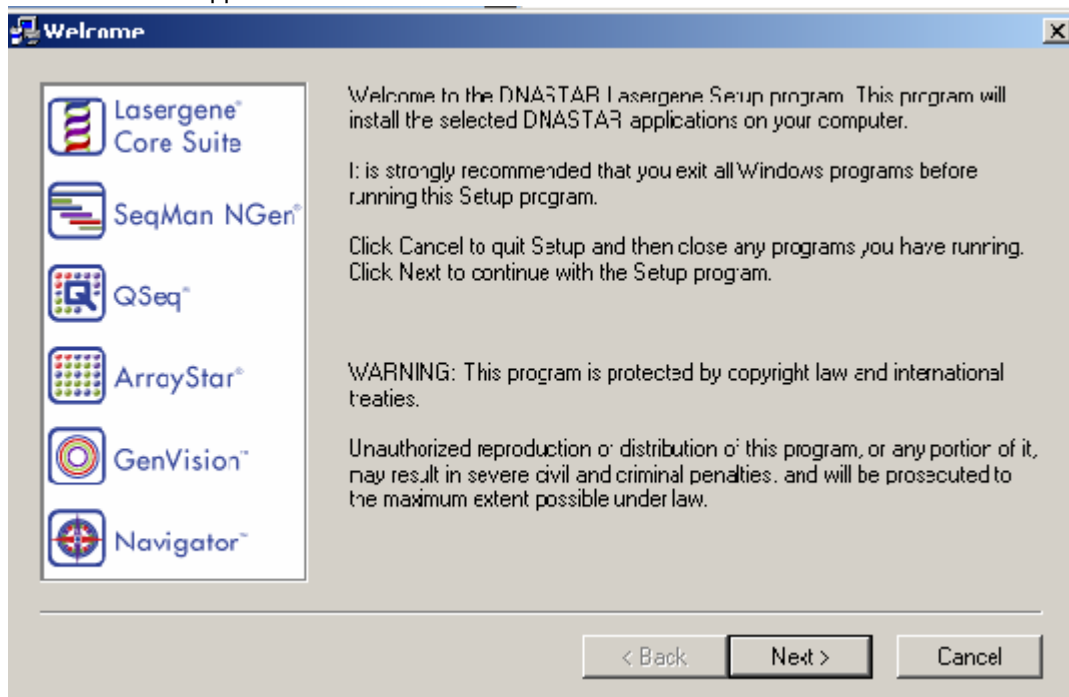 Welcome
Lasergene®
Core Suite
SeqMan NGen®
QSeq™
ArrayStar®
GenVision™
Navigator™
Welcome to the DNASTAR Lasergene Setup program. This program will
install the selected DNASTAR applications on your computer.
It is strongly recommended that you exit all Windows programs before
running this Setup program.
Click Cancel to quit Setup and then close any programs you have running.
Click Next to continue with the Setup program.
WARNING: This program is protected by copyright law and international
treaties.
Unauthorized reproduction or distribution of this program, or any portion of it,
may result in severe civil and criminal penalties, and will be prosecuted to
the maximum extent possible under law.
< Back
Next >
Cancel